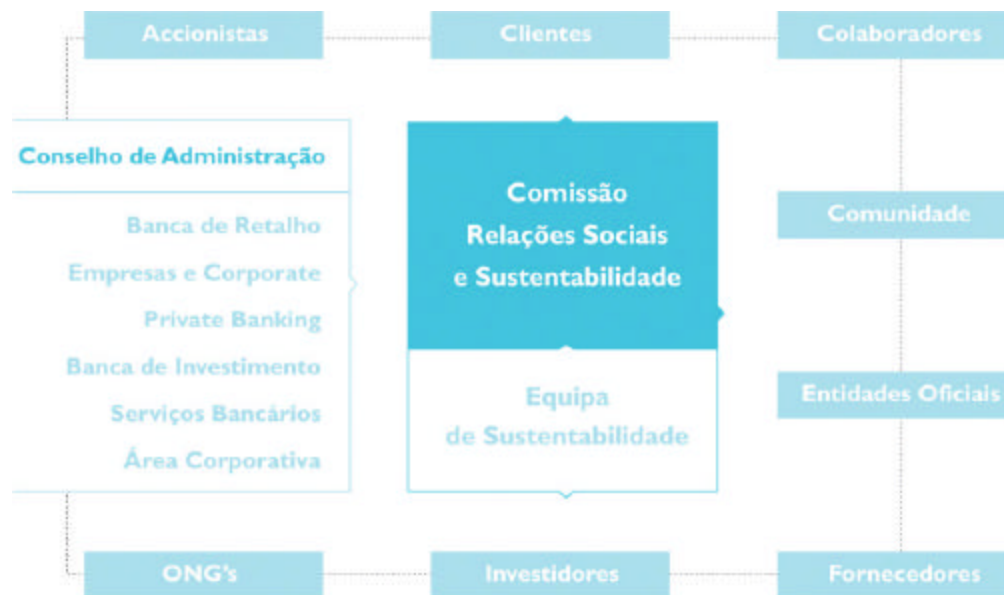 Accionistas
Clientes
Colaboradores
Conselho de Administração
Banca de Retalho
Empresas e Corporate
Private Banking
Banca de Investimento
Serviços Bancários
Área Corporativa
Comissão
Relações Sociais
e Sustentabilidade
Equipa
de Sustentabilidade
Comunidade
Entidades Oficiais
ONG's
Investidores
Fornecedores